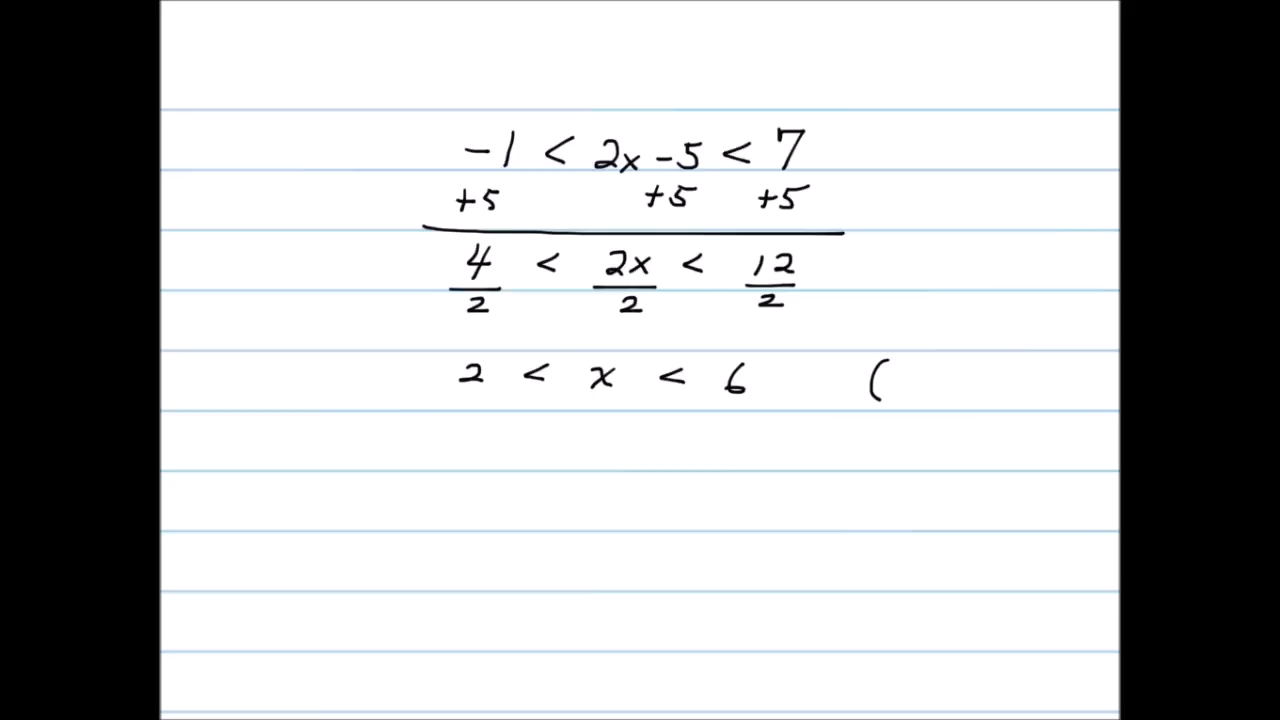 -1 < 2x - 5 < 7
+5 +5 +5
4 < 2x < 12
2 2 2
2 < x < 6 (